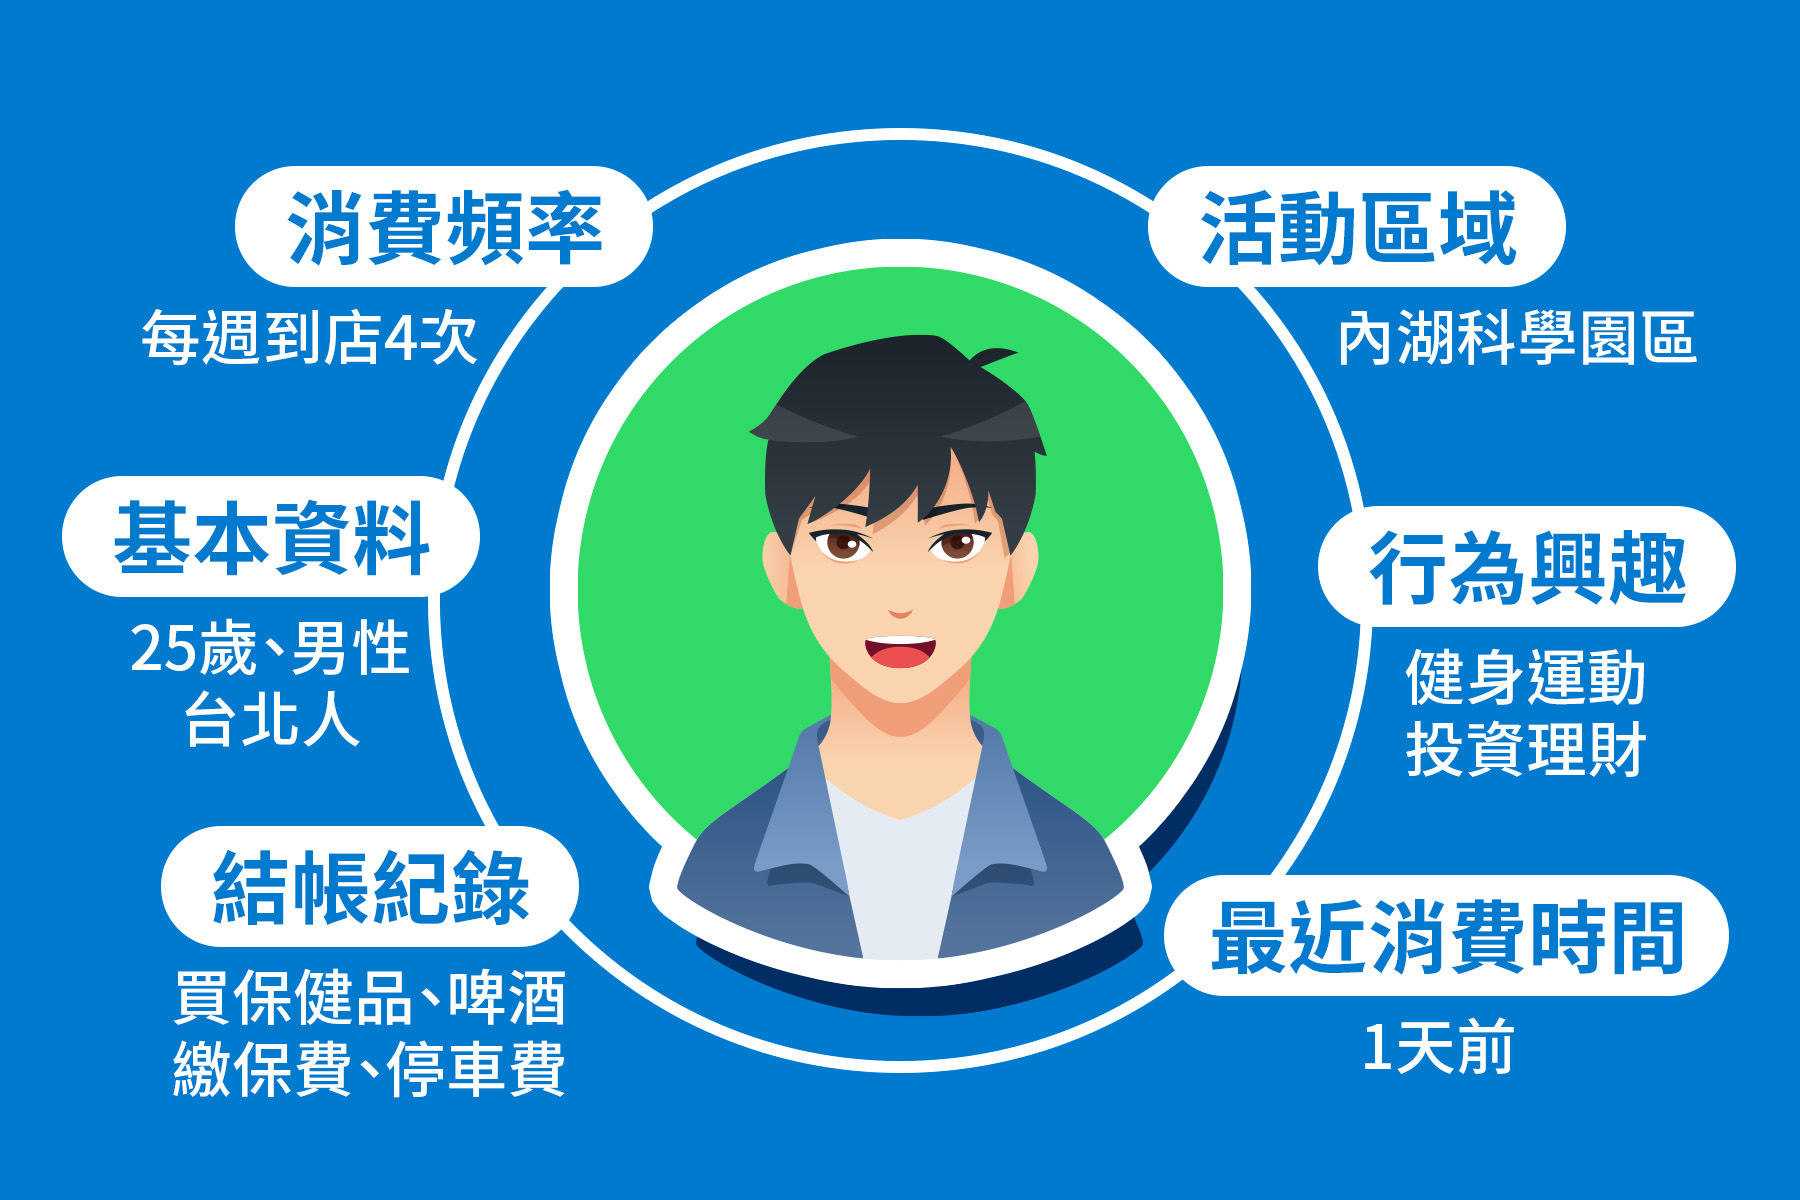 消費頻率
每週到店4次
基本資料
25歲、男性
台北人
結帳紀錄
買保健品、啤酒
繳保費、停車費
活動區域
內湖科學園區
行為興趣
健身運動
投資理財
最近消費時間
1天前